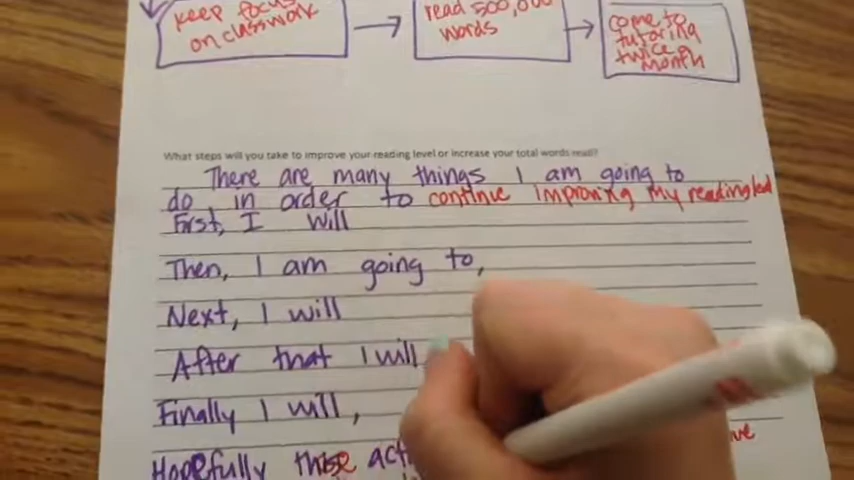 keep focus
on classwork
read 500,000
words
come to
tutoring
twice a
month
What steps will you take to improve your reading level or increase your total words read?
There are many things I am going to
do, in order to continue improving my reading
First, I will
Then, I am going to,
Next, I will
After that I will
Finally I will,
Hopefully these